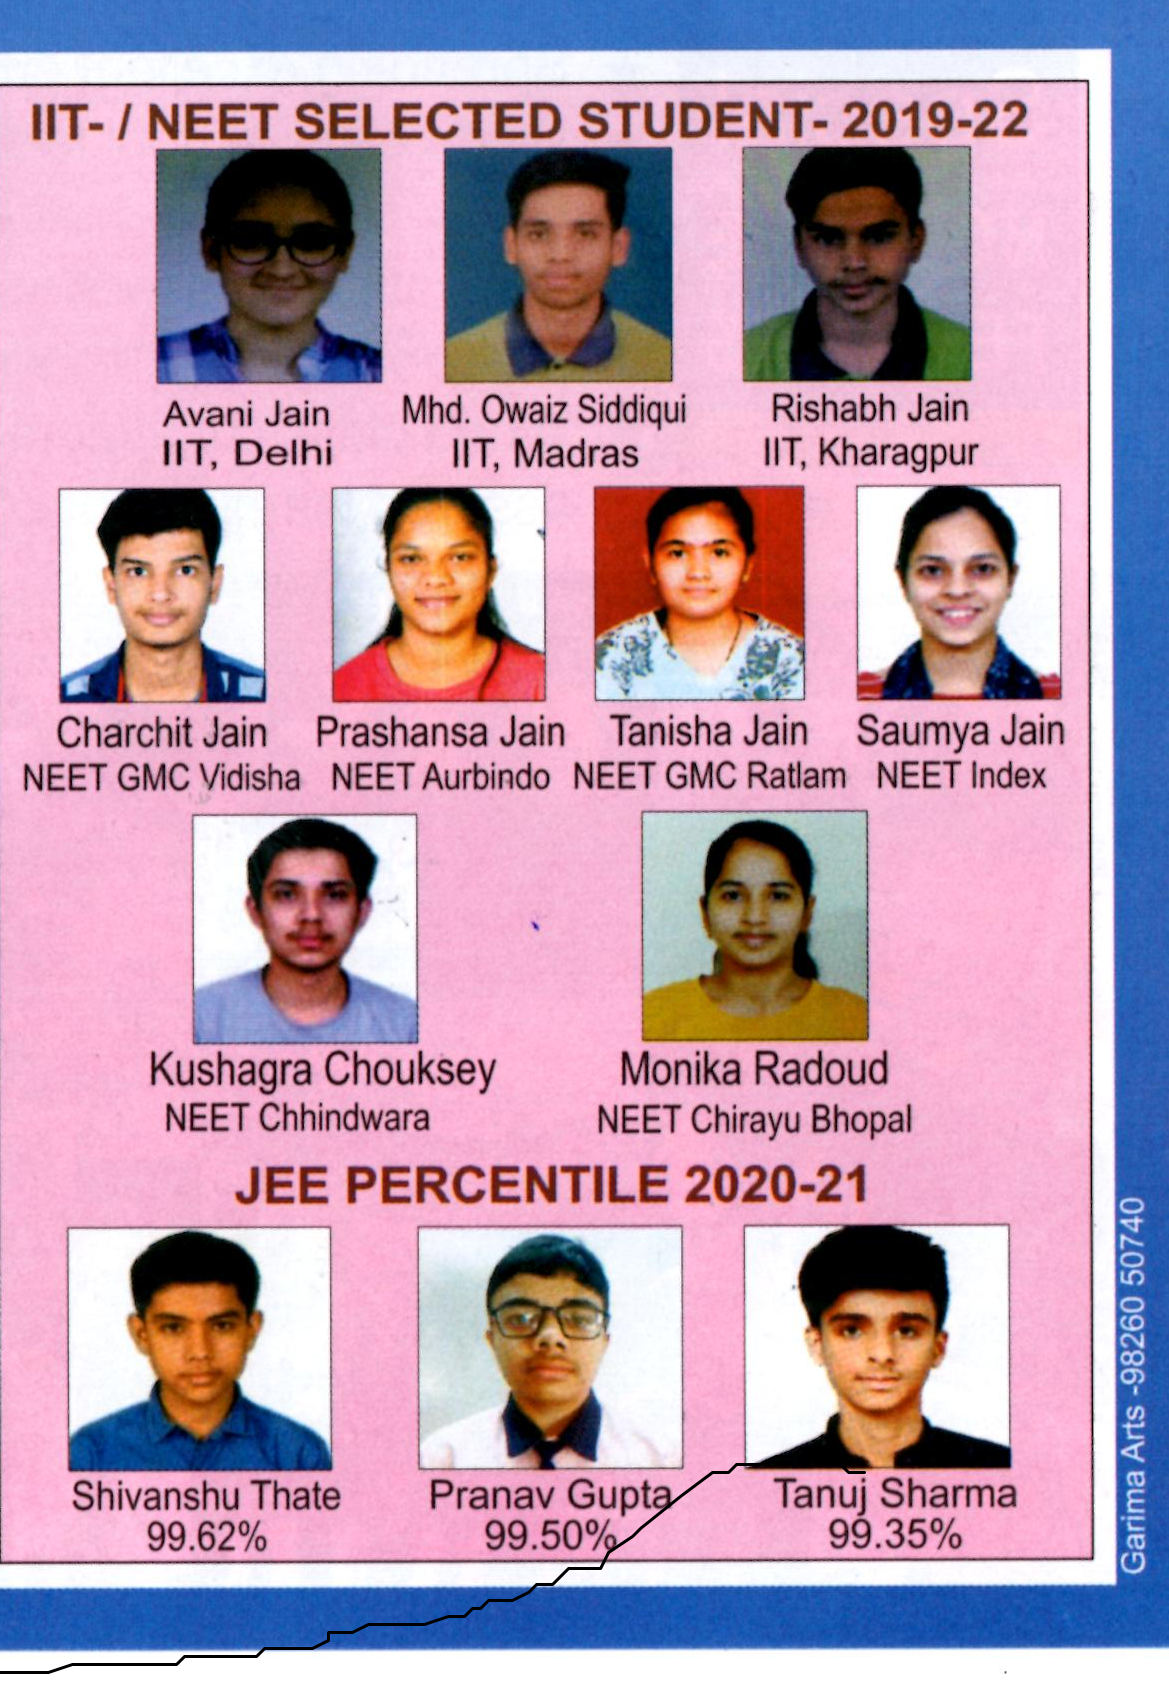 IIT- / NEET SELECTED STUDENT- 2019-22
Avani Jain
IIT, Delhi
Mhd. Owaiz Siddiqui
IIT, Madras
Rishabh Jain
IIT, Kharagpur
Charchit Jain
NEET GMC Vidisha
Prashansa Jain
NEET Aurbindo
Tanisha Jain
NEET GMC Ratlam
Saumya Jain
NEET Index
Kushagra Chouksey
NEET Chhindwara
Monika Radoud
NEET Chirayu Bhopal
JEE PERCENTILE 2020-21
Shivanshu Thate
99.62%
Pranav Gupta
99.50%
Tanuj Sharma
99.35%
Garima Arts -98260 50740